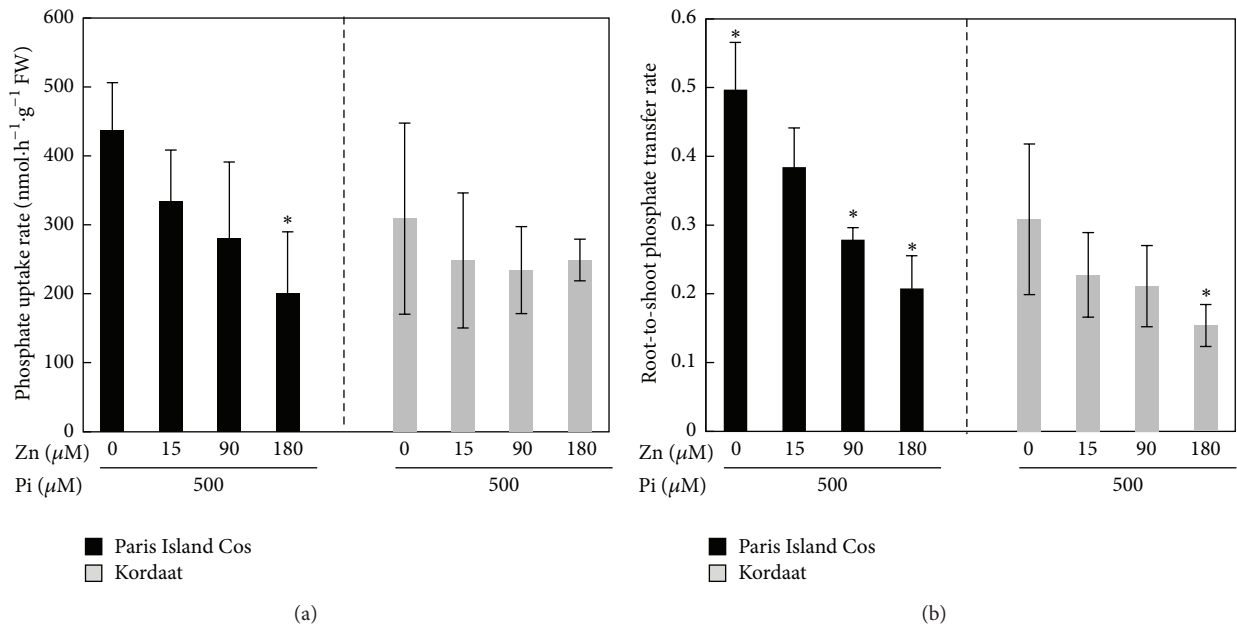 Phosphate uptake rate (nmol·h⁻¹·g⁻¹ FW)
600
500
400
300
200
100
0
*
Zn (μM) 0 15 90 180 0 15 90 180
Pi (μM) 500 500
Paris Island Cos
Kordaat
(a)
Root-to-shoot phosphate transfer rate
0.6
0.5
0.4
0.3
0.2
0.1
0
* * * *
Zn (μM) 0 15 90 180 0 15 90 180
Pi (μM) 500 500
Paris Island Cos
Kordaat
(b)